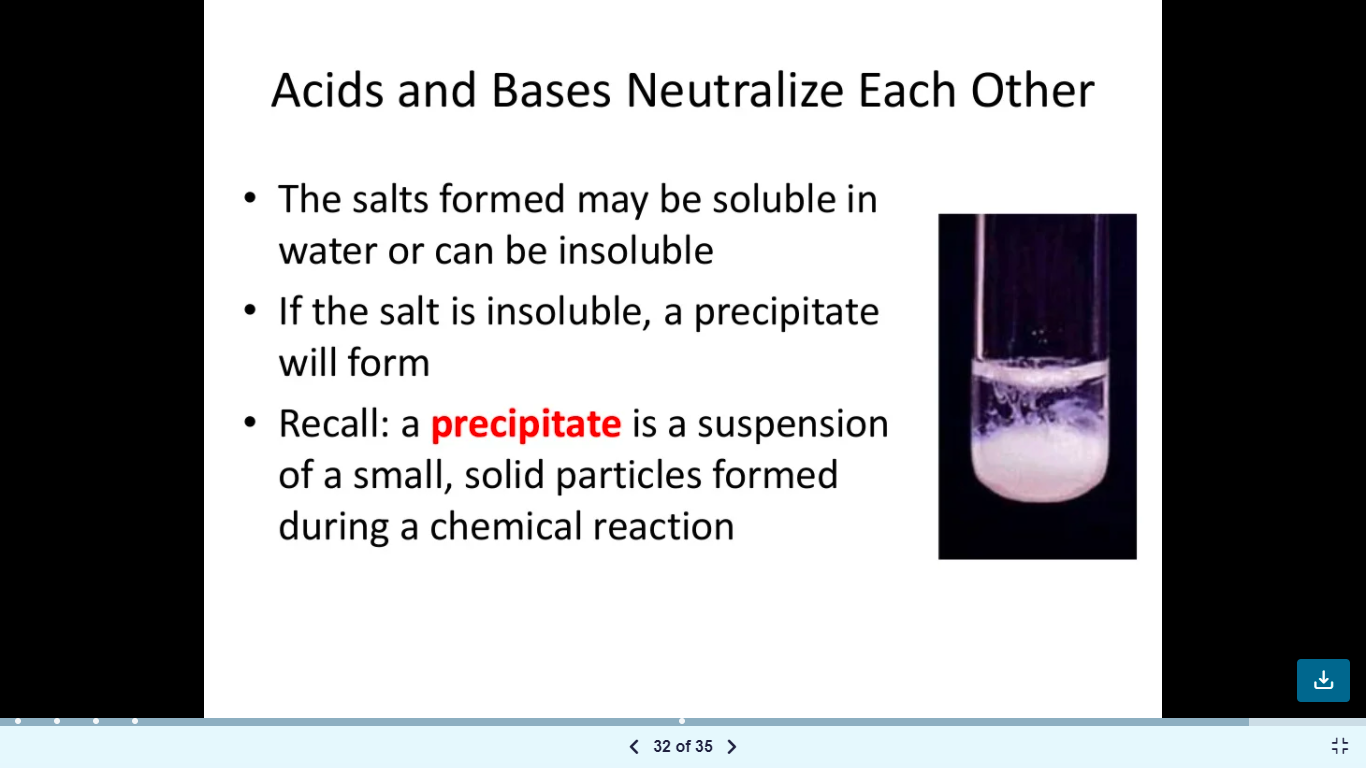 Acids and Bases Neutralize Each Other
• The salts formed may be soluble in
water or can be insoluble
• If the salt is insoluble, a precipitate
will form
• Recall: a precipitate is a suspension
of a small, solid particles formed
during a chemical reaction
32 of 35